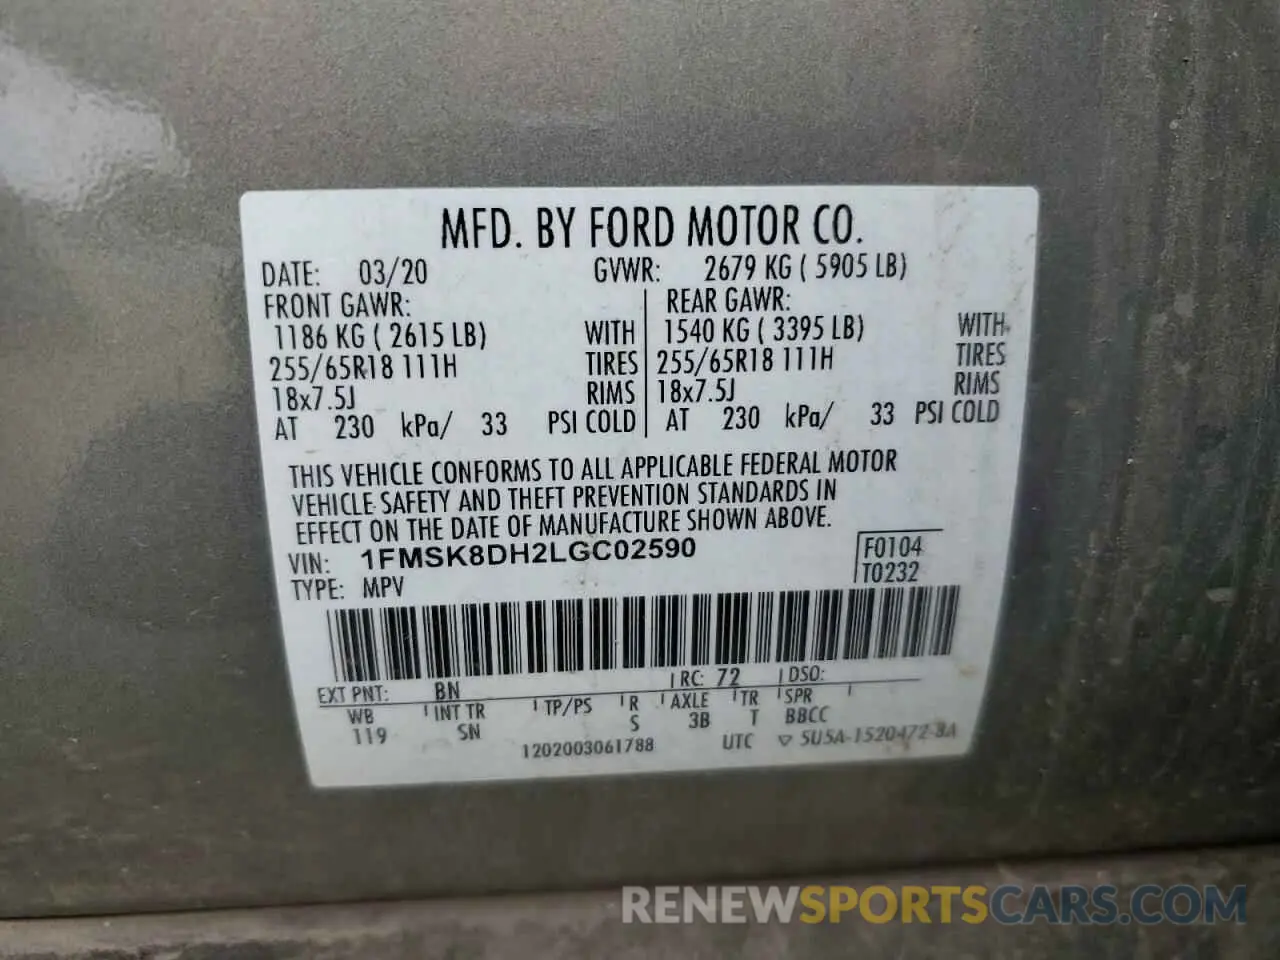 MFD. BY FORD MOTOR CO.
DATE: 03/20 GVWR: 2679 KG ( 5905 LB)
FRONT GAWR: REAR GAWR:
1186 KG ( 2615 LB) WITH 1540 KG ( 3395 LB) WITH
255/65R18 111H TIRES 255/65R18 111H TIRES
18x7.5J RIMS 18x7.5J RIMS
AT 230 kPa/ 33 PSI COLD AT 230 kPa/ 33 PSI COLD
THIS VEHICLE CONFORMS TO ALL APPLICABLE FEDERAL MOTOR
VEHICLE SAFETY AND THEFT PREVENTION STANDARDS IN
EFFECT ON THE DATE OF MANUFACTURE SHOWN ABOVE.
VIN: 1FMSK8DH2LGC02590 F0104
TYPE: MPV T0232
EXT PNT: BN RC: 72 DSO:
WB INT TR TP/PS R AXLE TR SPR
119 SN S 3B T BBCC
1202003061788 UTC ▽ 5U5A-1520472-BA
RENEWSPORTSCARS.COM